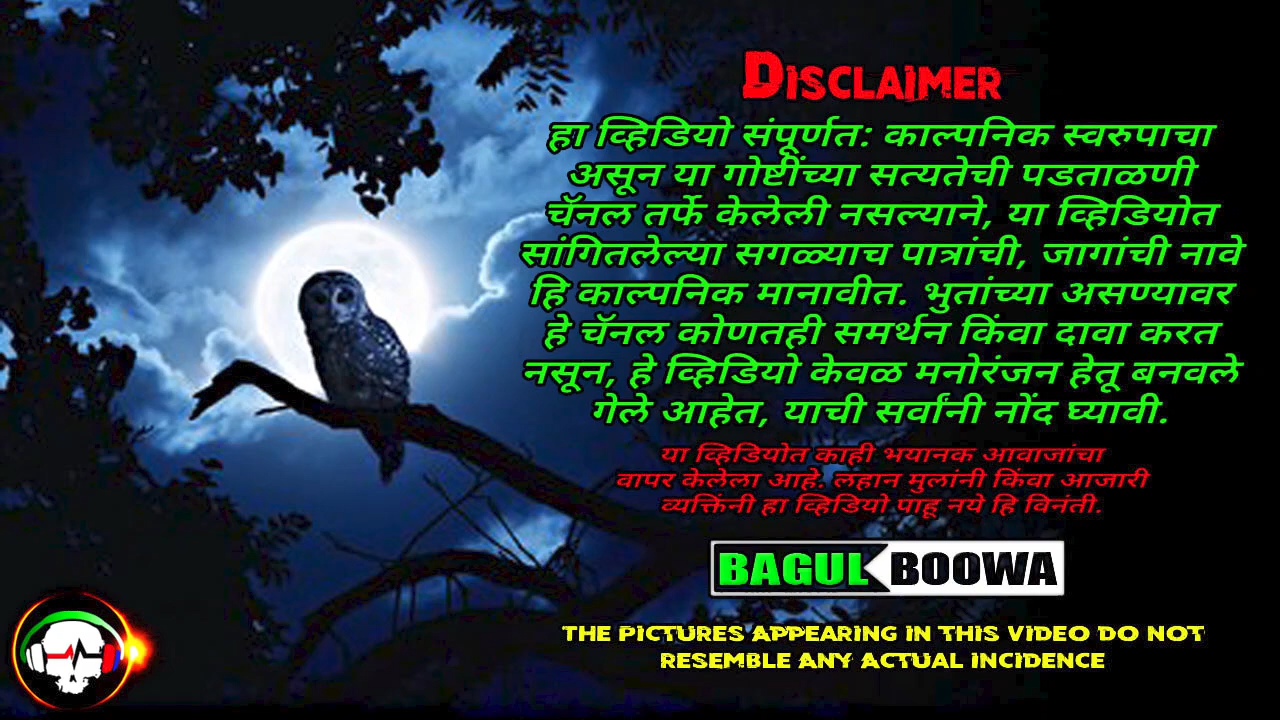 DISCLAIMER
हा व्हिडियो संपूर्णत: काल्पनिक स्वरुपाचा
असून या गोष्टींच्या सत्यतेची पडताळणी
चॅनल तर्फे केलेली नसल्याने, या व्हिडियोत
सांगितलेल्या सगळ्याच पात्रांची, जागांची नावे
हि काल्पनिक मानावीत. भुतांच्या असण्यावर
हे चॅनल कोणतही समर्थन किंवा दावा करत
नसून, हे व्हिडियो केवळ मनोरंजन हेतू बनवले
गेले आहेत, याची सर्वांनी नोंद घ्यावी.
या व्हिडियोत काही भयानक आवाजांचा
वापर केलेला आहे. लहान मुलांनी किंवा आजारी
व्यक्तिंनी हा व्हिडियो पाहू नये हि विनंती.
BAGUL BOOWA
THE PICTURES APPEARING IN THIS VIDEO DO NOT
RESEMBLE ANY ACTUAL INCIDENCE